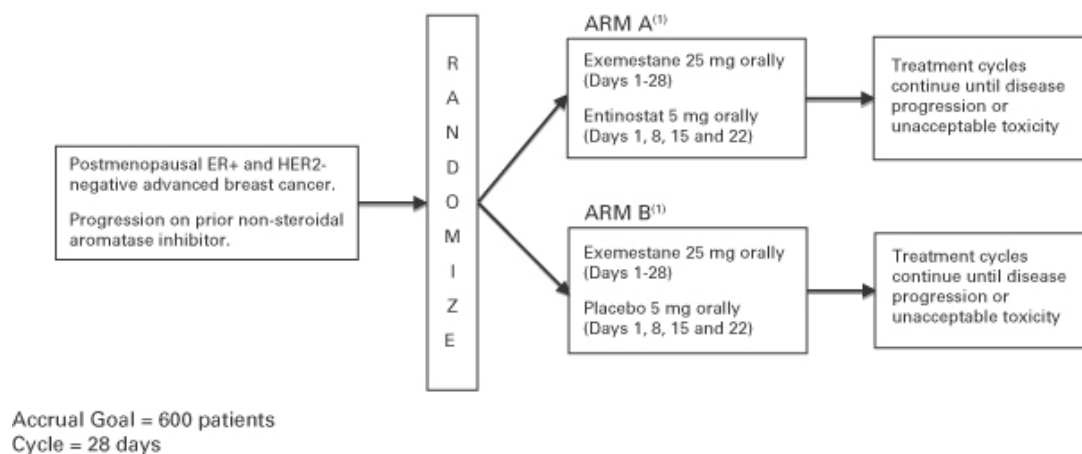 Postmenopausal ER+ and HER2-
negative advanced breast cancer.
Progression on prior non-steroidal
aromatase inhibitor.
RANDOMIZE
ARM A(1)
Exemestane 25 mg orally
(Days 1-28)
Entinostat 5 mg orally
(Days 1, 8, 15 and 22)
Treatment cycles
continue until disease
progression or
unacceptable toxicity
ARM B(1)
Exemestane 25 mg orally
(Days 1-28)
Placebo 5 mg orally
(Days 1, 8, 15 and 22)
Treatment cycles
continue until disease
progression or
unacceptable toxicity
Accrual Goal = 600 patients
Cycle = 28 days